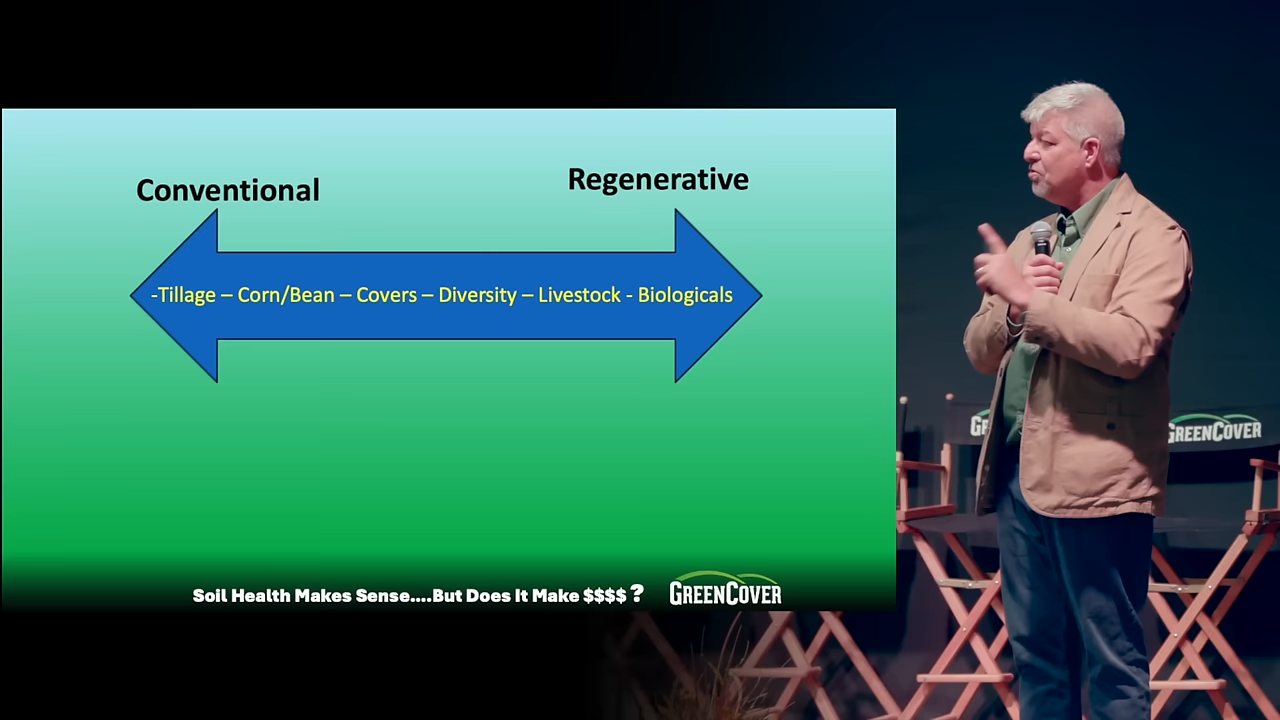 Conventional
Regenerative
-Tillage – Corn/Bean – Covers – Diversity – Livestock - Biologicals
Soil Health Makes Sense....But Does It Make $$$$ ?
GREENCOVER
G
GREENCOVER